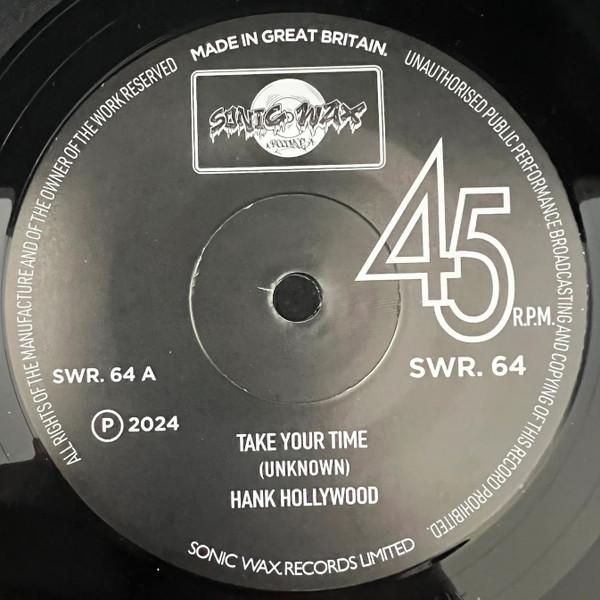 MADE IN GREAT BRITAIN.
SONIC WAX
ALL RIGHTS OF THE MANUFACTURE AND OF THE OWNER OF THE WORK RESERVED
UNAUTHORISED PUBLIC PERFORMANCE BROADCASTING AND COPYING OF THIS RECORD PROHIBITED.
45
R.P.M.
SWR. 64 A
SWR. 64
P 2024
TAKE YOUR TIME
(UNKNOWN)
HANK HOLLYWOOD
SONIC WAX RECORDS LIMITED